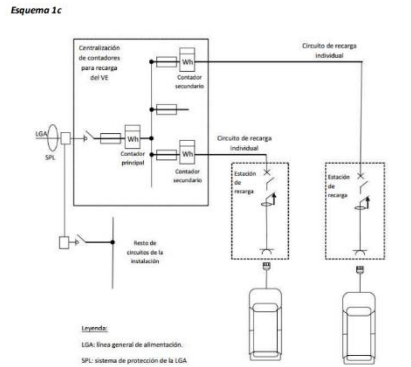 Esquema 1c
Centralización
de contadores
para recarga
del VE
Wh
Contador
secundario
Circuito de recarga
individual
LGA
SPL
Wh
Contador
principal
Wh
Contador
secundario
Circuito de recarga
individual
Estación
de
recarga
Estación
de
recarga
Resto de
circuitos de la
instalación
Leyenda:
LGA: línea general de alimentación.
SPL: sistema de protección de la LGA